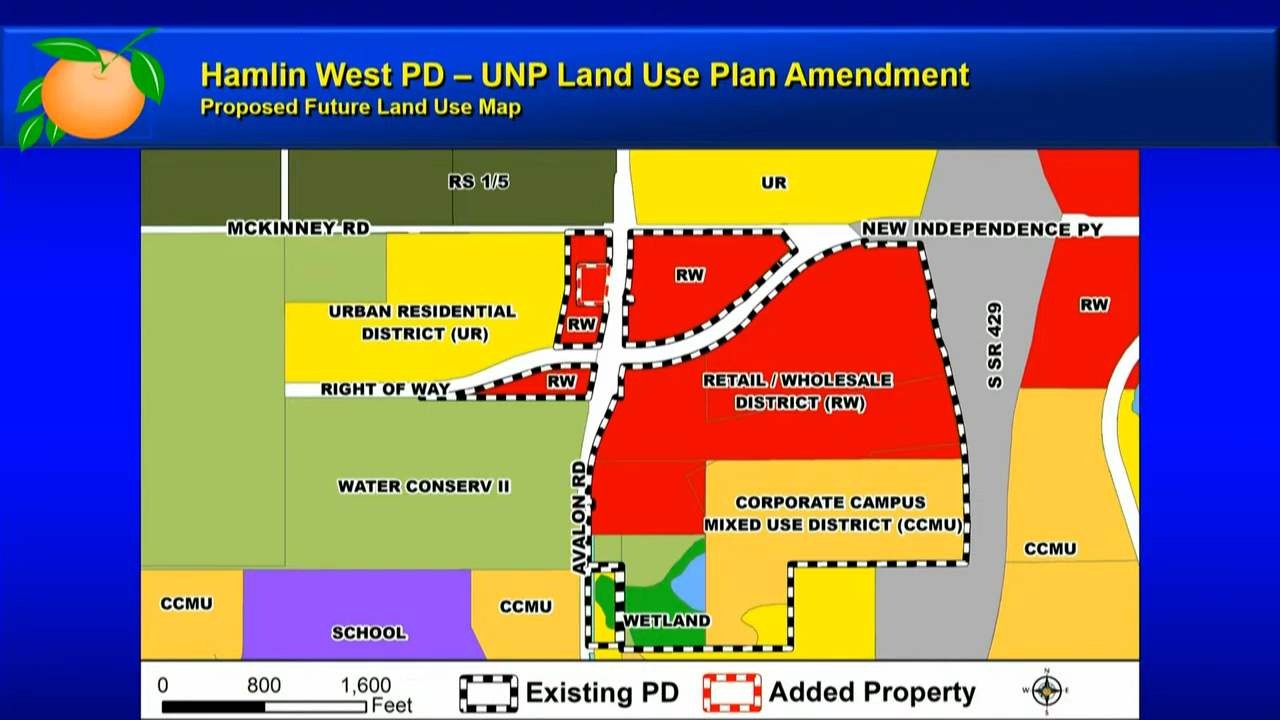 Hamlin West PD – UNP Land Use Plan Amendment
Proposed Future Land Use Map
RS 1/5
UR
MCKINNEY RD
NEW INDEPENDENCE PY
RW
RW
URBAN RESIDENTIAL
DISTRICT (UR)
RW
S SR 429
RIGHT OF WAY
RW
RETAIL / WHOLESALE
DISTRICT (RW)
WATER CONSERV II
AVALON RD
CORPORATE CAMPUS
MIXED USE DISTRICT (CCMU)
CCMU
CCMU
CCMU
SCHOOL
WETLAND
0 800 1,600
Feet
Existing PD
Added Property
N
W E
S